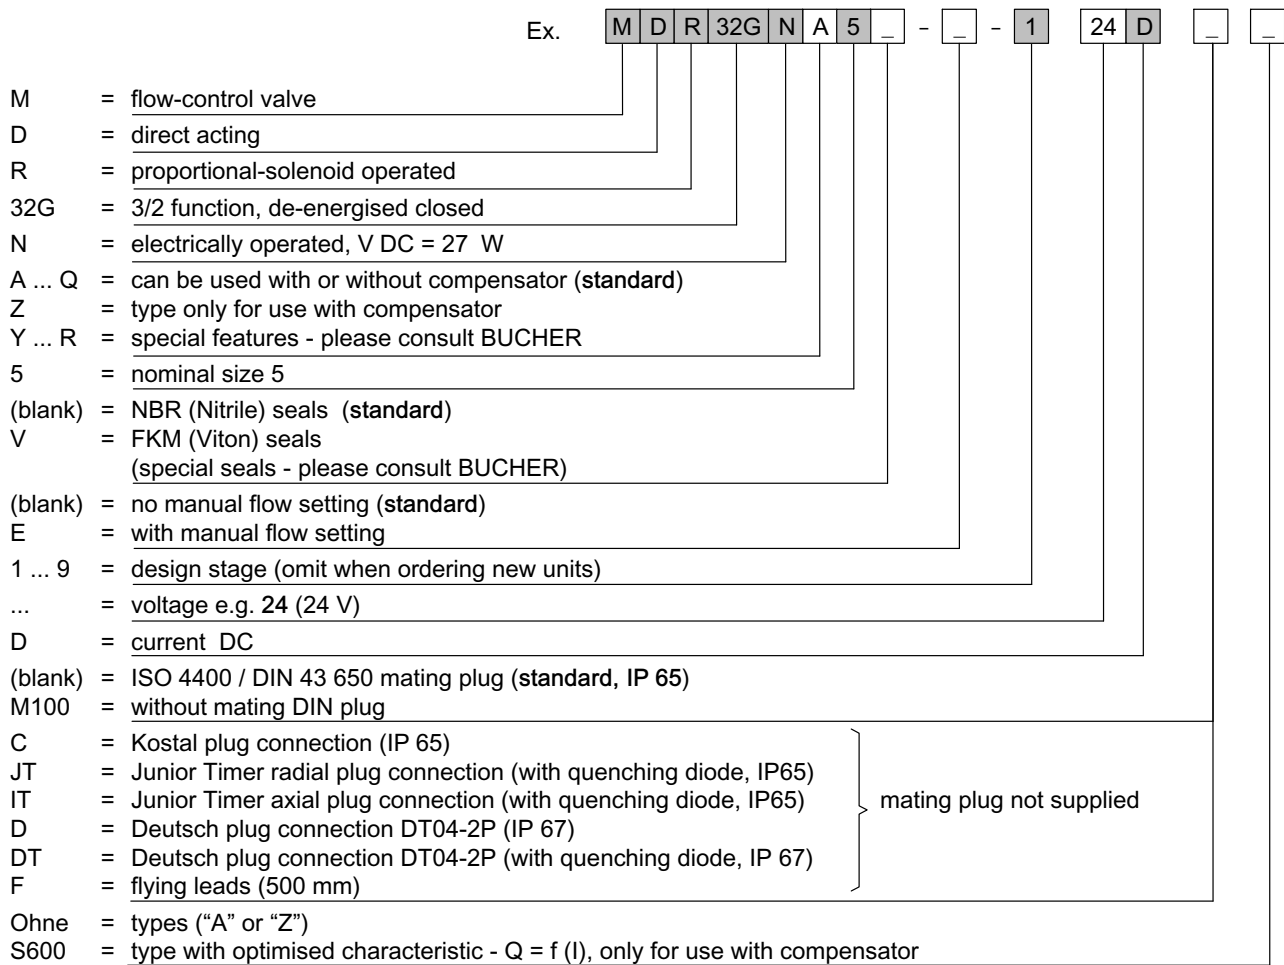 Ex. M D R 32G N A 5 _ - _ - 1 24 D _ _
M = flow-control valve
D = direct acting
R = proportional-solenoid operated
32G = 3/2 function, de-energised closed
N = electrically operated, V DC = 27 W
A ... Q = can be used with or without compensator (standard)
Z = type only for use with compensator
Y ... R = special features - please consult BUCHER
5 = nominal size 5
(blank) = NBR (Nitrile) seals (standard)
V = FKM (Viton) seals
(special seals - please consult BUCHER)
(blank) = no manual flow setting (standard)
E = with manual flow setting
1 ... 9 = design stage (omit when ordering new units)
... = voltage e.g. 24 (24 V)
D = current DC
(blank) = ISO 4400 / DIN 43 650 mating plug (standard, IP 65)
M100 = without mating DIN plug
C = Kostal plug connection (IP 65)
JT = Junior Timer radial plug connection (with quenching diode, IP65)
IT = Junior Timer axial plug connection (with quenching diode, IP65) mating plug not supplied
D = Deutsch plug connection DT04-2P (IP 67)
DT = Deutsch plug connection DT04-2P (with quenching diode, IP 67)
F = flying leads (500 mm)
Ohne = types (“A” or “Z”)
S600 = type with optimised characteristic - Q = f (I), only for use with compensator